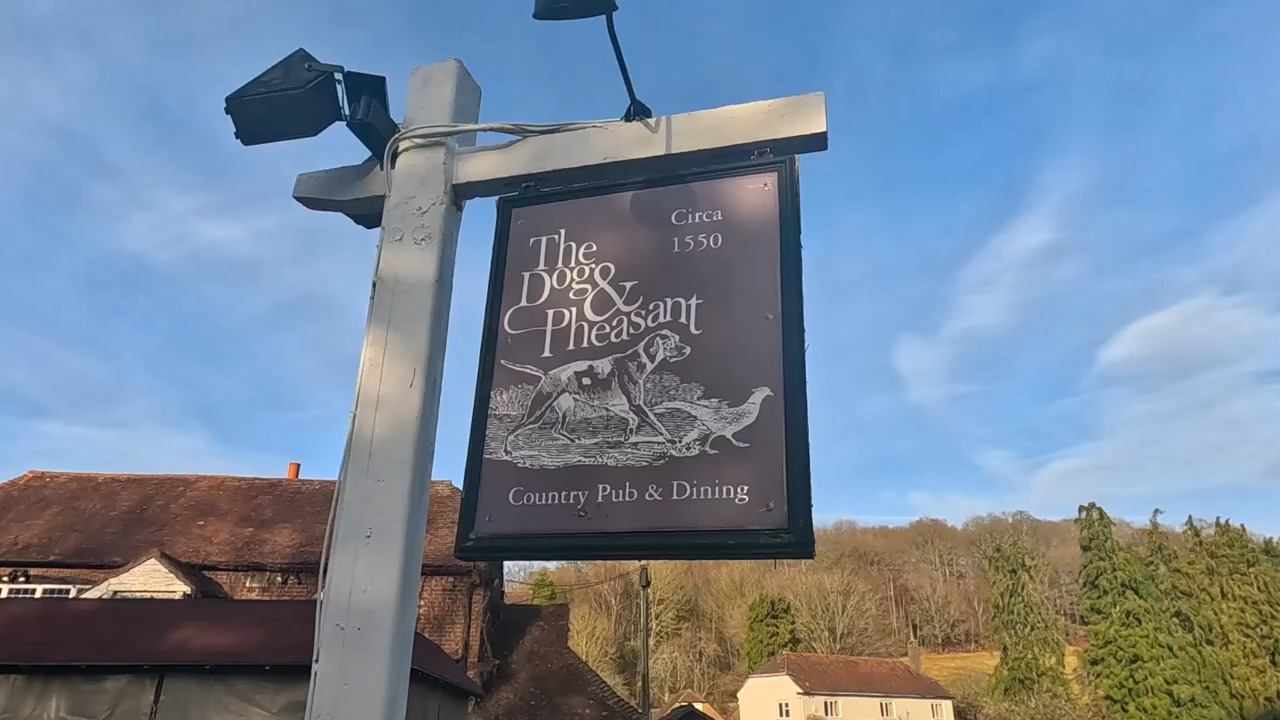 Circa
1550
The
Dog &
Pheasant
Country Pub & Dining